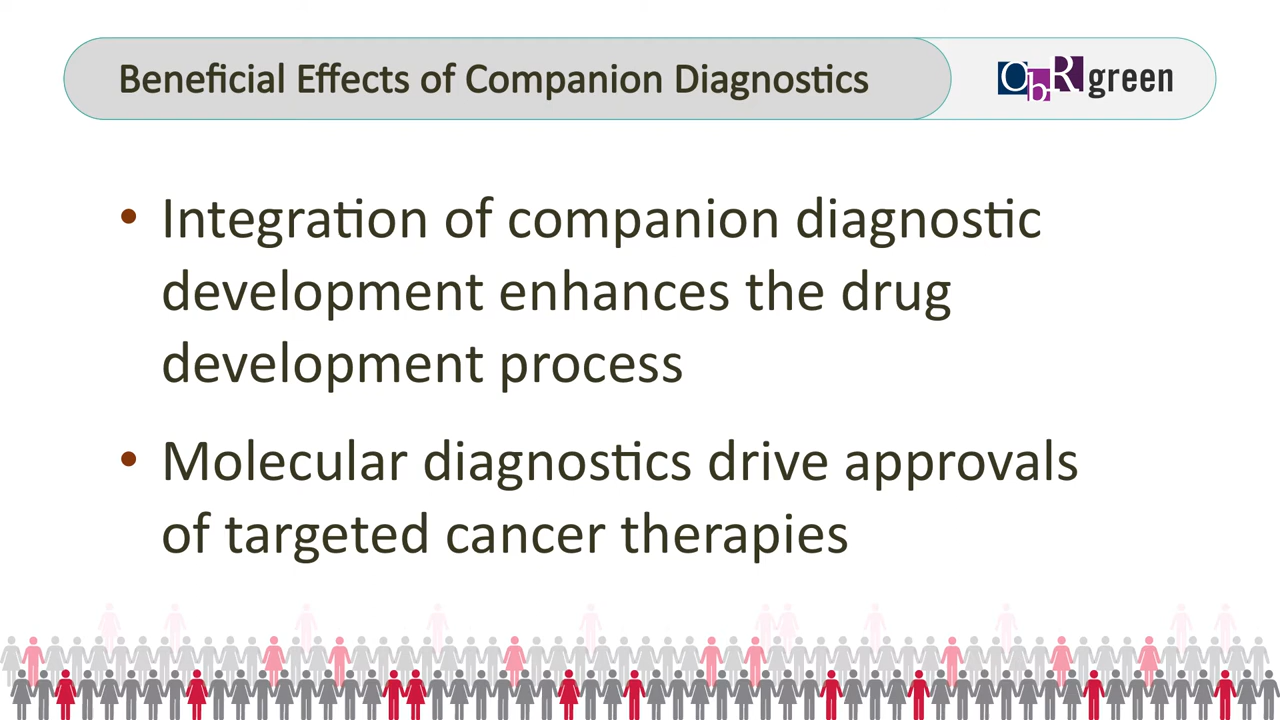 Beneficial Effects of Companion Diagnostics
ObR green
• Integration of companion diagnostic
development enhances the drug
development process
• Molecular diagnostics drive approvals
of targeted cancer therapies